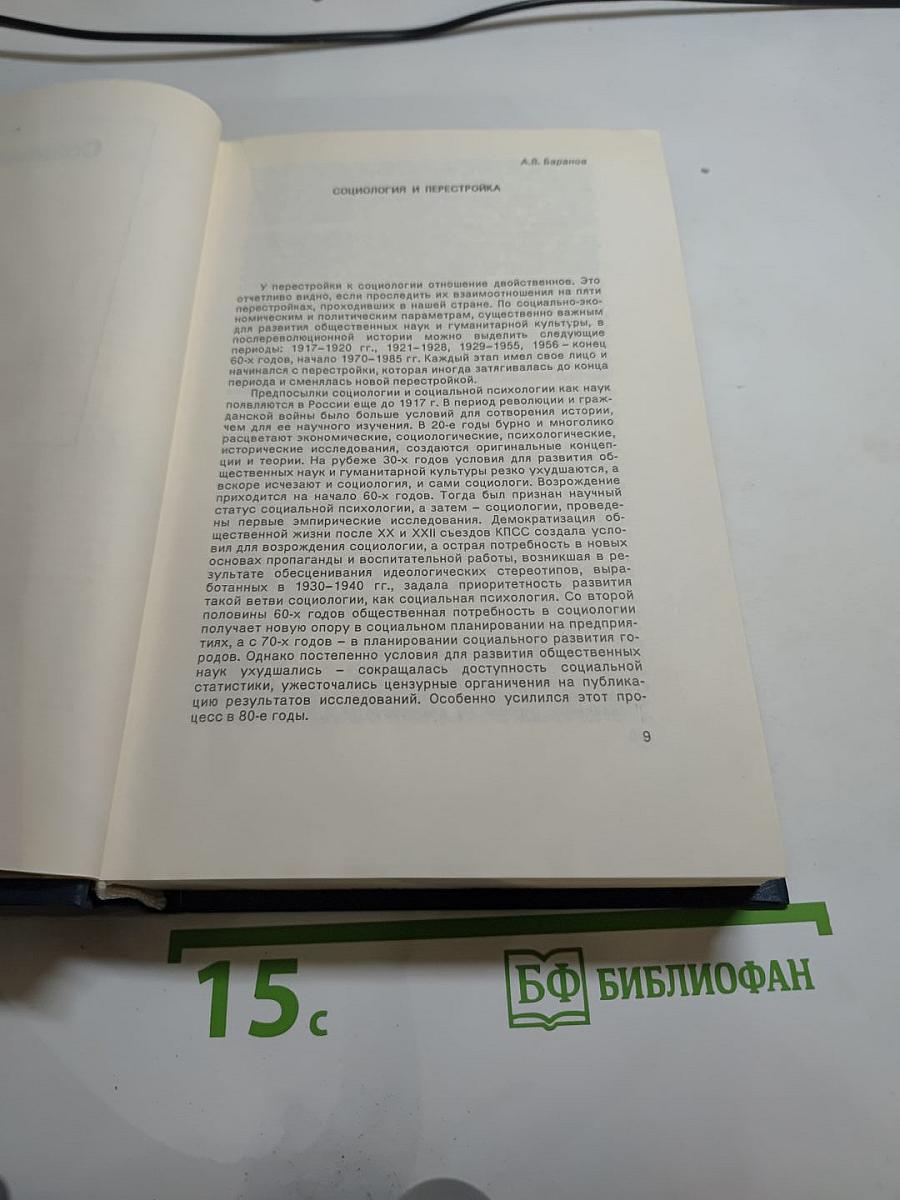 А.В. Баранов
СОЦИОЛОГИЯ И ПЕРЕСТРОЙКА
У перестройки к социологии отношение двойственное. Это
отчетливо видно, если проследить их взаимоотношения на пяти
перестройках, проходивших в нашей стране. По социально-эко-
номическим и политическим параметрам, существенно важным
для развития общественных наук и гуманитарной культуры, в
послереволюционной истории можно выделить следующие
периоды: 1917–1920 гг., 1921–1928, 1929–1955, 1956 – конец
60-х годов, начало 1970–1985 гг. Каждый этап имел свое лицо и
начинался с перестройки, которая иногда затягивалась до конца
периода и сменялась новой перестройкой.
Предпосылки социологии и социальной психологии как наук
появляются в России еще до 1917 г. В период революции и граж-
данской войны было больше условий для сотворения истории,
чем для ее научного изучения. В 20-е годы бурно и многолико
расцветают экономические, социологические, психологические,
исторические исследования, создаются оригинальные концеп-
ции и теории. На рубеже 30-х годов условия для развития об-
щественных наук и гуманитарной культуры резко ухудшаются, а
вскоре исчезают и социология, и сами социологи. Возрождение
приходится на начало 60-х годов. Тогда был признан научный
статус социальной психологии, а затем – социологии, проведе-
ны первые эмпирические исследования. Демократизация об-
щественной жизни после XX и XXII съездов КПСС создала усло-
вия для возрождения социологии, а острая потребность в новых
основах пропаганды и воспитательной работы, возникшая в ре-
зультате обесценивания идеологических стереотипов, выра-
ботанных в 1930–1940 гг., задала приоритетность развития
такой ветви социологии, как социальная психология. Со второй
половины 60-х годов общественная потребность в социологии
получает новую опору в социальном планировании на предприя-
тиях, а с 70-х годов – в планировании социального развития го-
родов. Однако постепенно условия для развития общественных
наук ухудшались – сокращалась доступность социальной
статистики, ужесточались цензурные органичения на публика-
цию результатов исследований. Особенно усилился этот про-
цесс в 80-е годы.
9
15 с
БФ БИБЛИОФАН